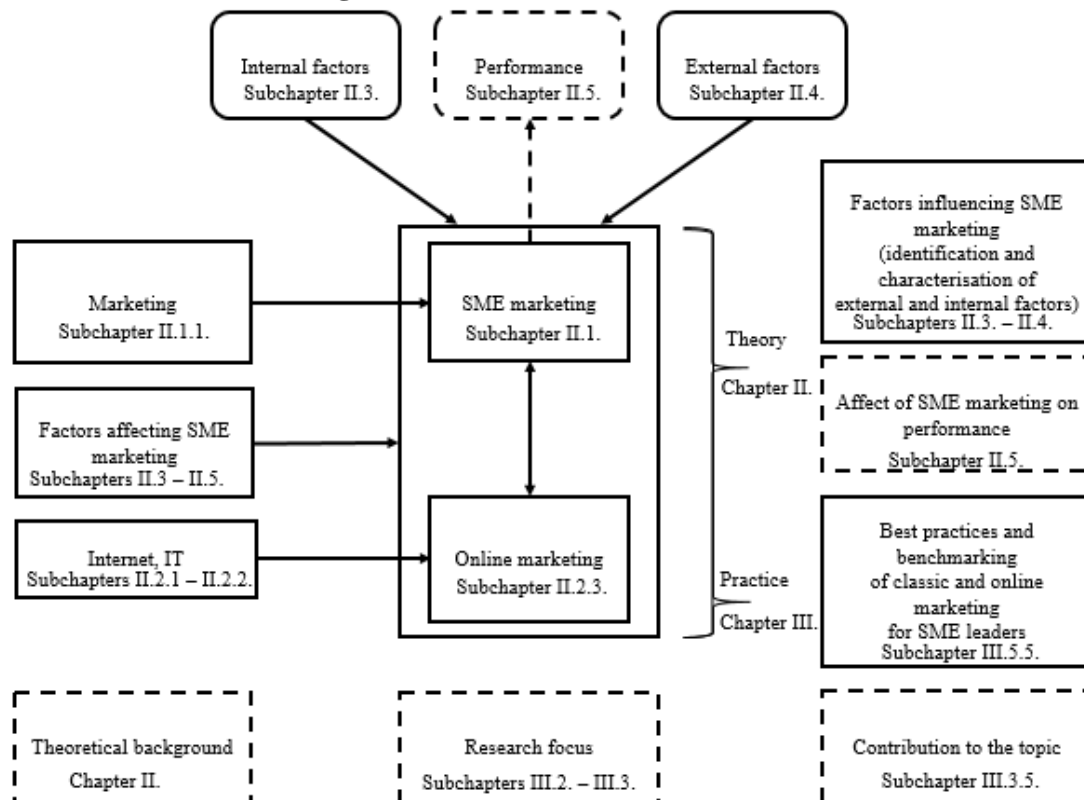 Internal factors
Subchapter II.3.
Performance
Subchapter II.5.
External factors
Subchapter II.4.
Marketing
Subchapter II.1.1.
Factors affecting SME
marketing
Subchapters II.3 – II.5.
Internet, IT
Subchapters II.2.1 – II.2.2.
SME marketing
Subchapter II.1.
Online marketing
Subchapter II.2.3.
Theory
Chapter II.
Practice
Chapter III.
Factors influencing SME
marketing
(identification and
characterisation of
external and internal factors)
Subchapters II.3. – II.4.
Affect of SME marketing on
performance
Subchapter II.5.
Best practices and
benchmarking
of classic and online
marketing
for SME leaders
Subchapter III.5.5.
Theoretical background
Chapter II.
Research focus
Subchapters III.2. – III.3.
Contribution to the topic
Subchapter III.3.5.